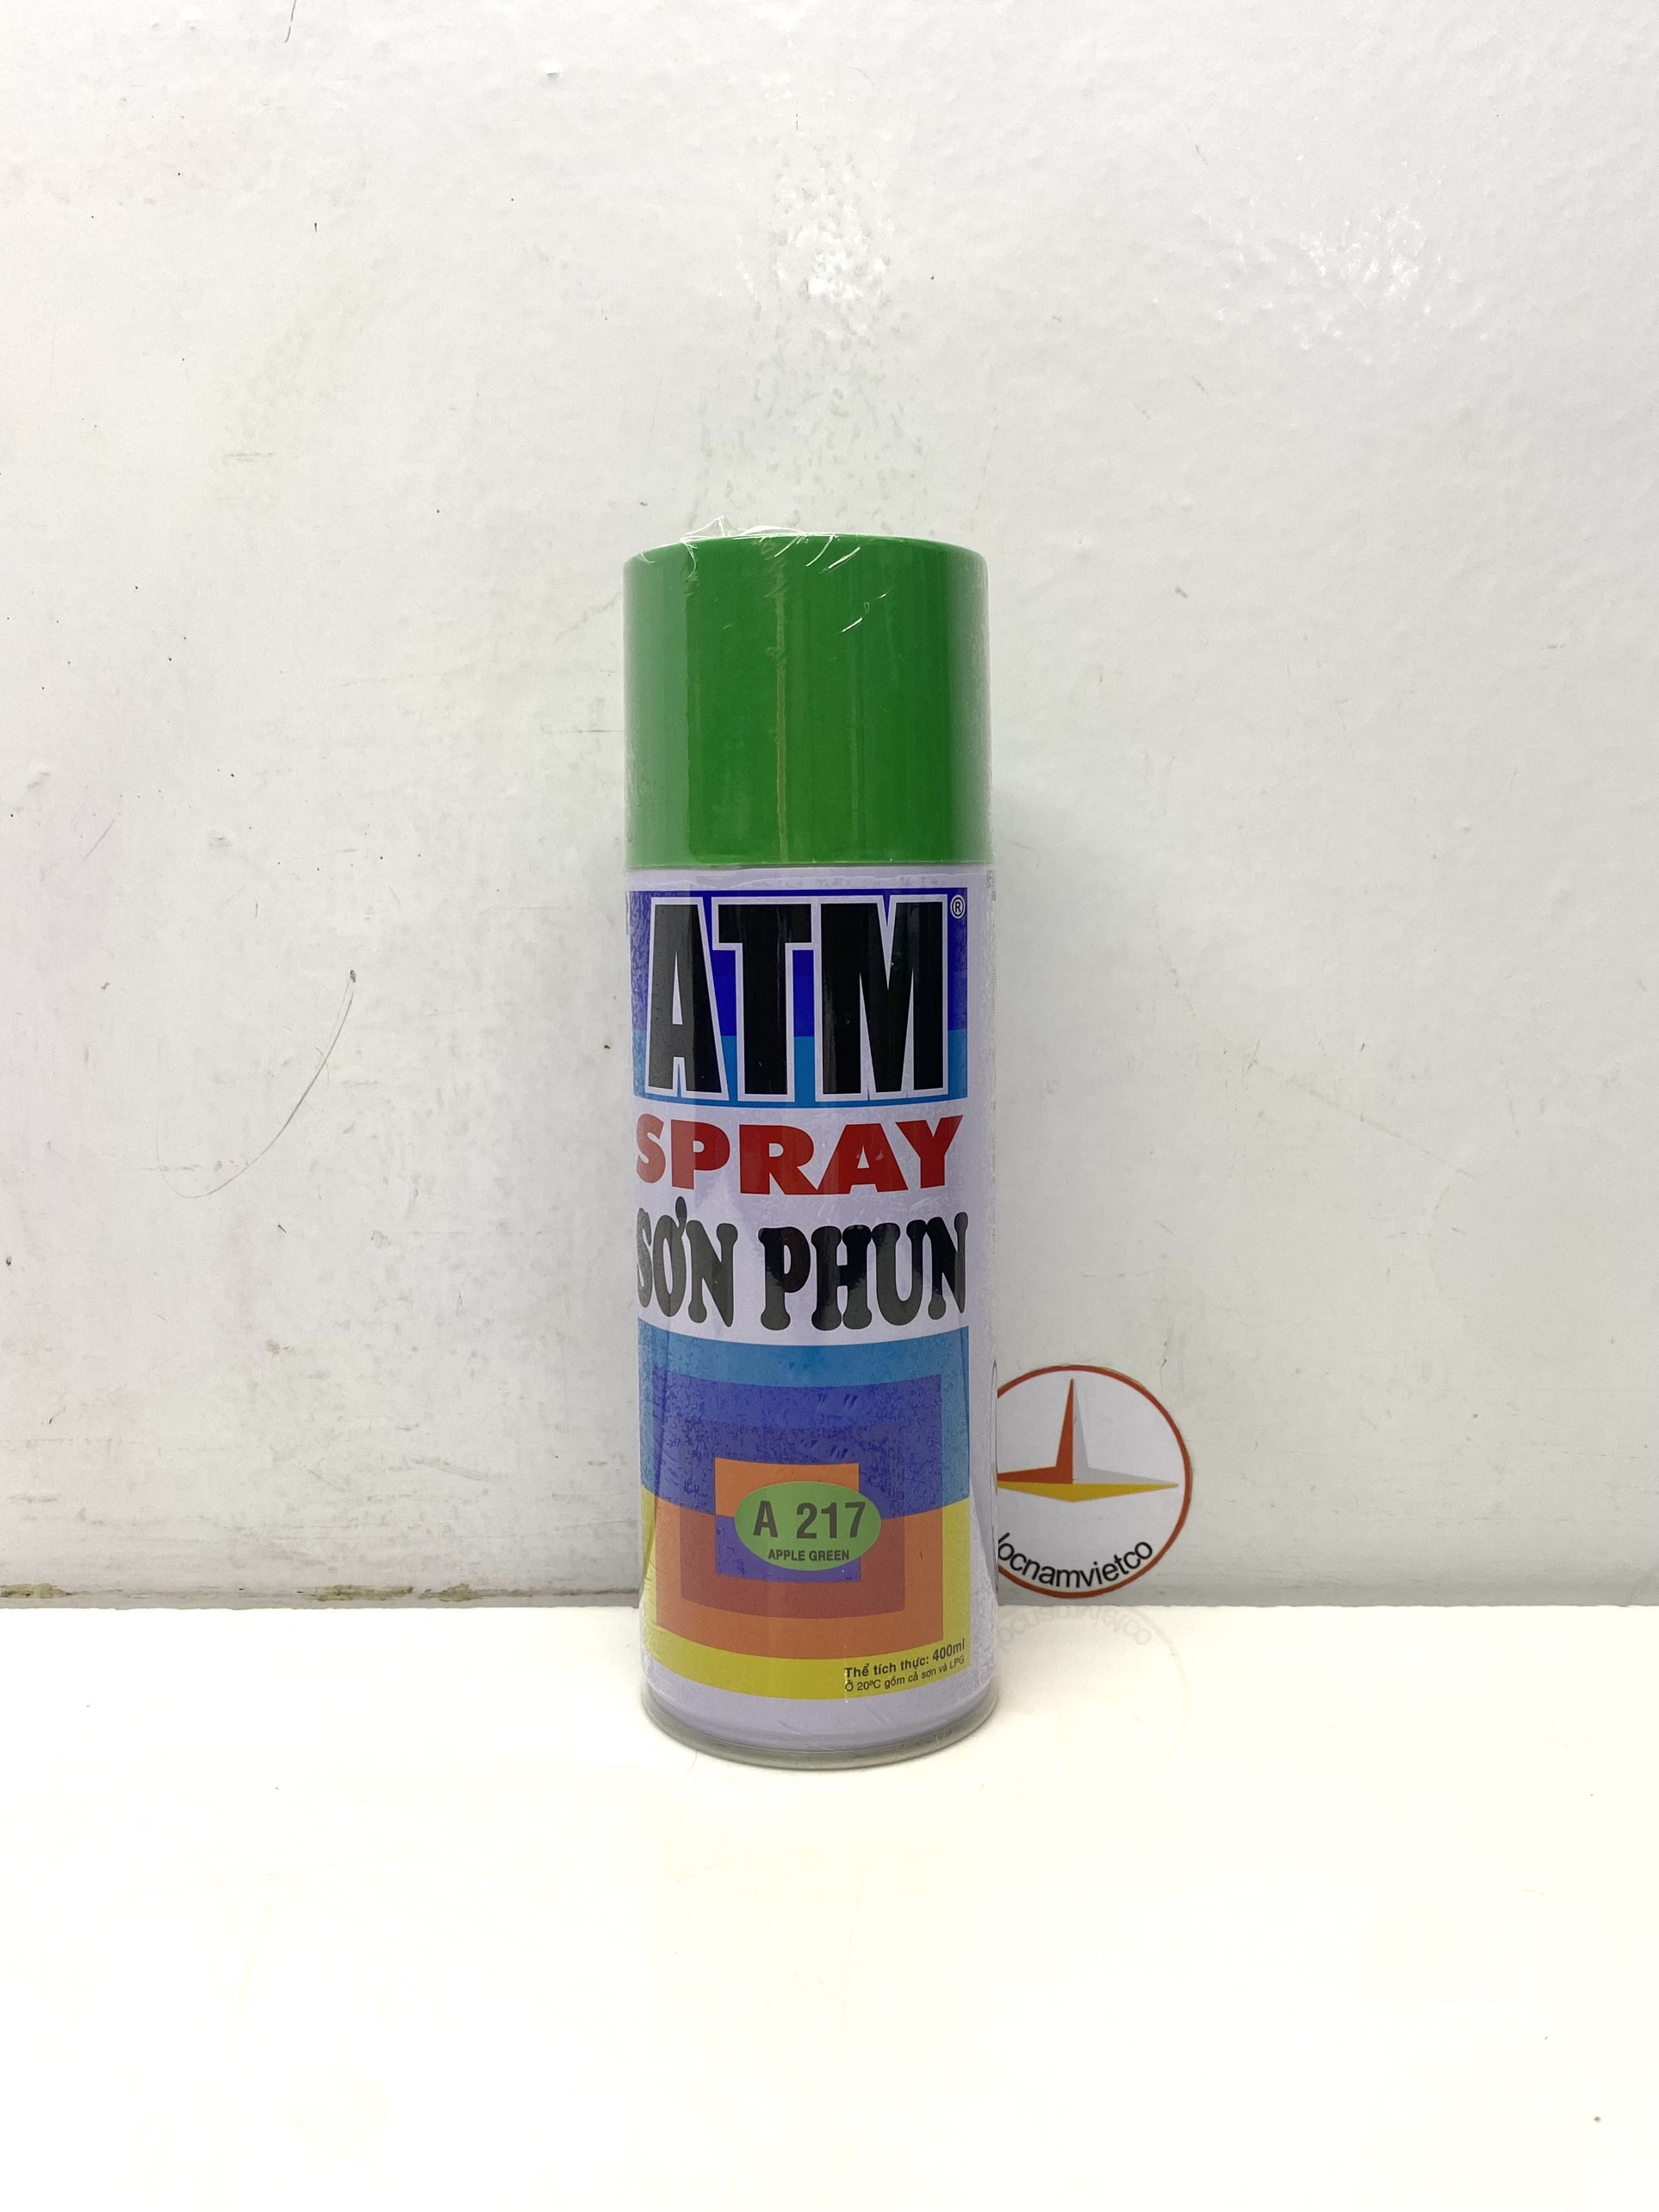 ATM®
SPRAY
SƠN PHUN
A 217
APPLE GREEN
Thể tích thực: 400ml
Ở 20ºC gồm cả sơn và LPG
locnamvietco